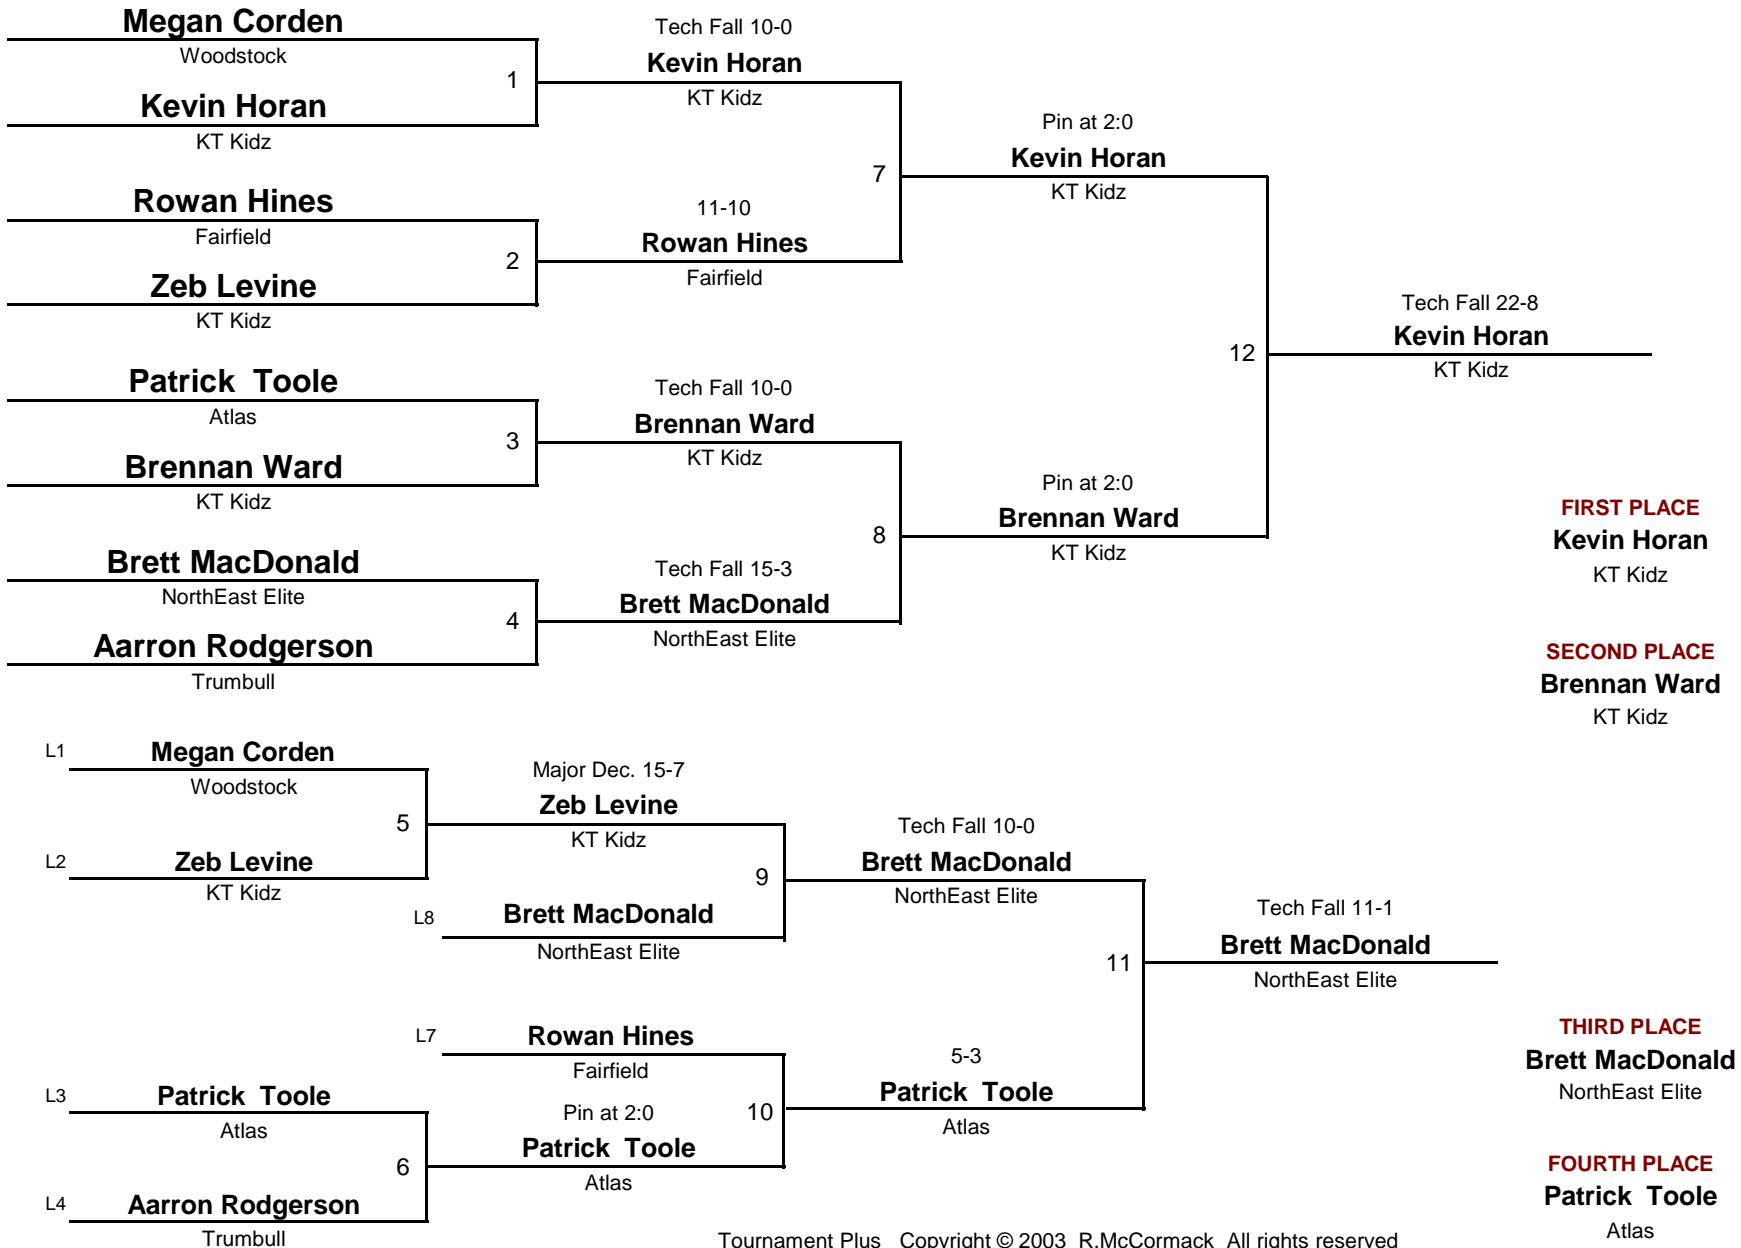 Megan Corden
Woodstock
1
Kevin Horan
KT Kidz
Rowan Hines
Fairfield
2
Zeb Levine
KT Kidz
Patrick  Toole
Atlas
3
Brennan Ward
KT Kidz
Brett MacDonald
NorthEast Elite
4
Aarron Rodgerson
Trumbull
Tech Fall 10-0
Kevin Horan
KT Kidz
7
11-10
Rowan Hines
Fairfield
Tech Fall 10-0
Brennan Ward
KT Kidz
8
Tech Fall 15-3
Brett MacDonald
NorthEast Elite
Pin at 2:0
Kevin Horan
KT Kidz
12
Pin at 2:0
Brennan Ward
KT Kidz
Tech Fall 22-8
Kevin Horan
KT Kidz
FIRST PLACE
Kevin Horan
KT Kidz
SECOND PLACE
Brennan Ward
KT Kidz
L1 Megan Corden
Woodstock
5
L2 Zeb Levine
KT Kidz
Major Dec. 15-7
Zeb Levine
KT Kidz
9
L8 Brett MacDonald
NorthEast Elite
Tech Fall 10-0
Brett MacDonald
NorthEast Elite
11
Tech Fall 11-1
Brett MacDonald
NorthEast Elite
L7 Rowan Hines
Fairfield
10
Pin at 2:0
Patrick  Toole
Atlas
5-3
Patrick  Toole
Atlas
L3 Patrick  Toole
Atlas
6
L4 Aarron Rodgerson
Trumbull
THIRD PLACE
Brett MacDonald
NorthEast Elite
FOURTH PLACE
Patrick  Toole
Atlas
Tournament Plus   Copyright © 2003  R.McCormack  All rights reserved